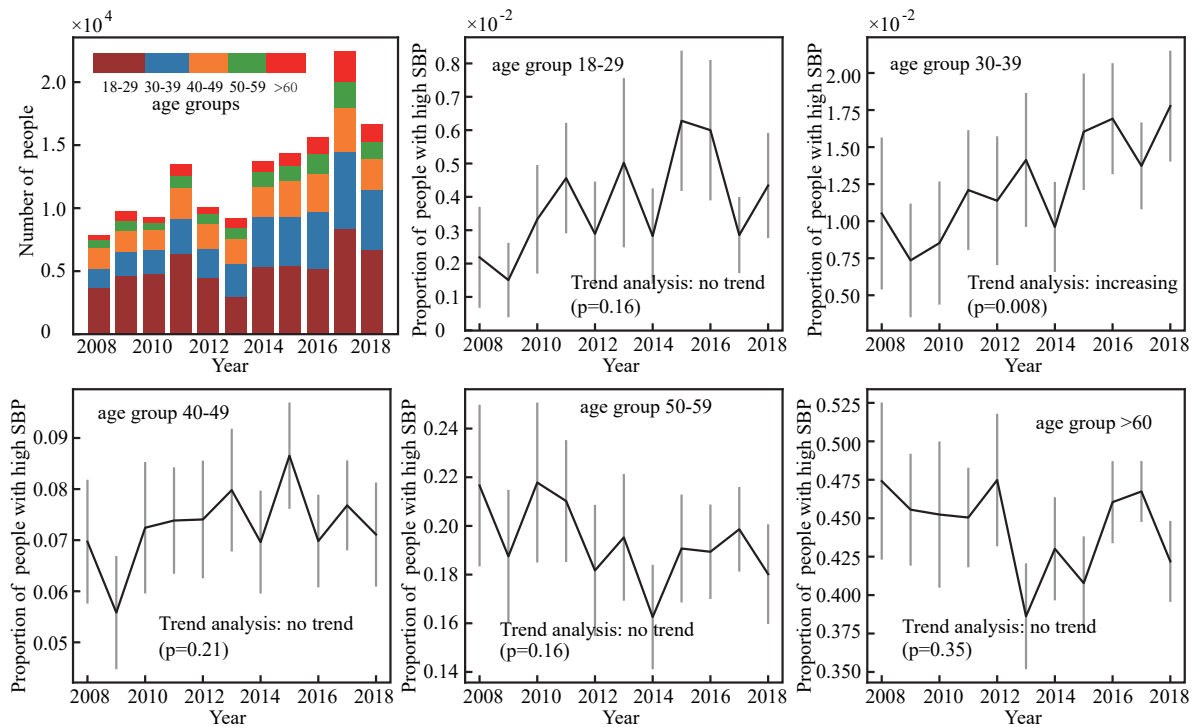 ×10⁴
Number of people
2.0
1.5
1.0
0.5
0
18-29 30-39 40-49 50-59 >60
age groups
2008 2010 2012 2014 2016 2018
Year
×10⁻²
Proportion of people with high SBP
0.8
0.6
0.4
0.3
0.2
0.1
0
age group 18-29
Trend analysis: no trend
(p=0.16)
2008 2010 2012 2014 2016 2018
Year
×10⁻²
Proportion of people with high SBP
2.00
1.75
1.50
1.25
1.00
0.75
0.50
age group 30-39
Trend analysis: increasing
(p=0.008)
2008 2010 2012 2014 2016 2018
Year
Proportion of people with high SBP
0.09
0.08
0.07
0.06
0.05
age group 40-49
Trend analysis: no trend
(p=0.21)
2008 2010 2012 2014 2016 2018
Year
Proportion of people with high SBP
0.24
0.22
0.20
0.18
0.16
0.14
age group 50-59
Trend analysis: no trend
(p=0.16)
2008 2010 2012 2014 2016 2018
Year
Proportion of people with high SBP
0.525
0.500
0.475
0.450
0.425
0.400
0.375
0.350
age group >60
Trend analysis: no trend
(p=0.35)
2008 2010 2012 2014 2016 2018
Year